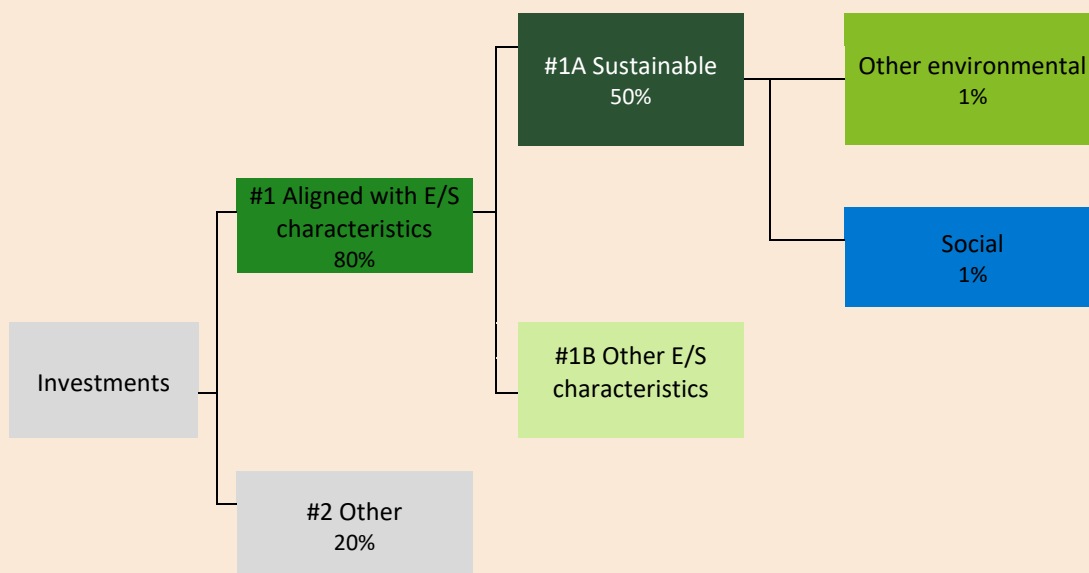 #1A Sustainable
50%
Other environmental
1%
#1 Aligned with E/S
characteristics
80%
Social
1%
Investments
#1B Other E/S
characteristics
#2 Other
20%